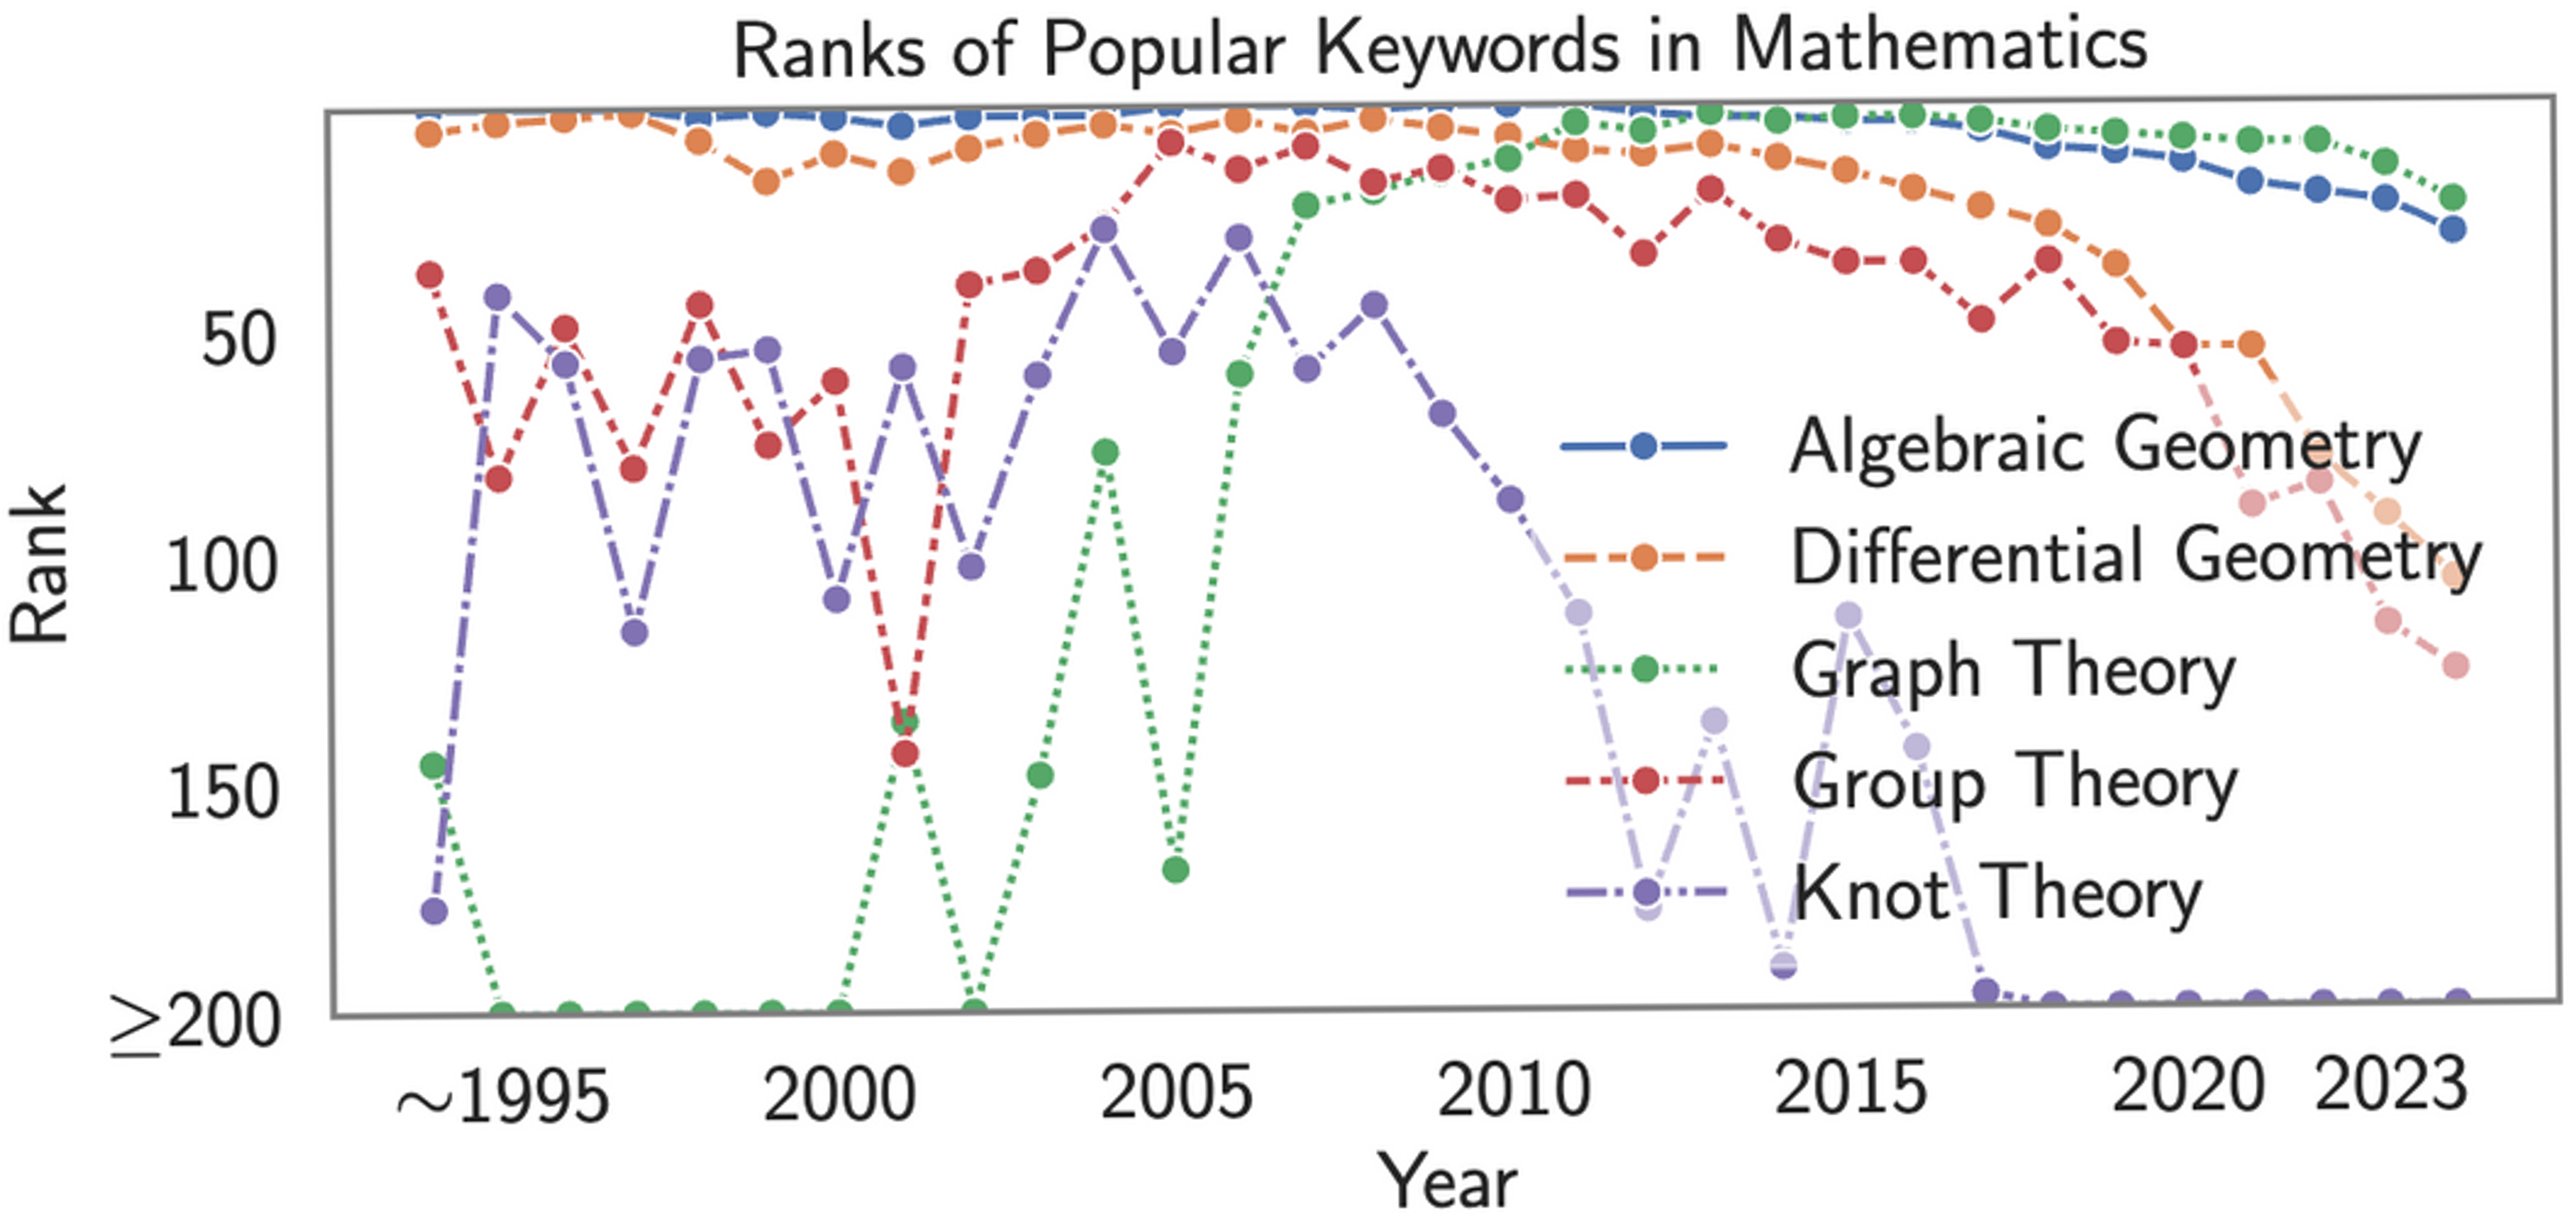 Ranks of Popular Keywords in Mathematics
Rank
50
100
150
≥200
Algebraic Geometry
Differential Geometry
Graph Theory
Group Theory
Knot Theory
~1995 2000 2005 2010 2015 2020 2023
Year